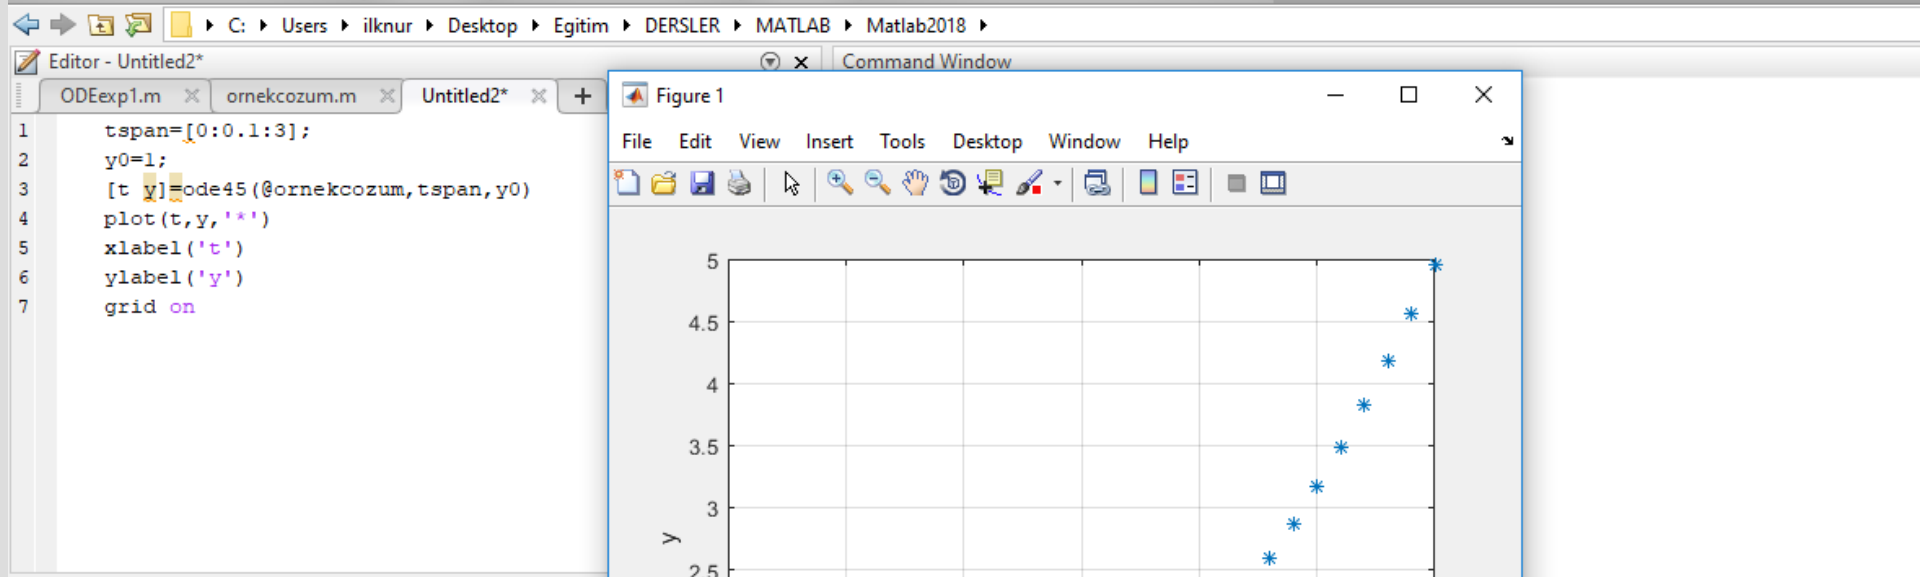 C: Users ilknur Desktop Egitim DERSLER MATLAB Matlab2018
Editor - Untitled2*
ODEexp1.m ornekcozum.m Untitled2*
1 tspan=[0:0.1:3];
2 y0=1;
3 [t y]=ode45(@ornekcozum,tspan,y0)
4 plot(t,y,'*')
5 xlabel('t')
6 ylabel('y')
7 grid on
Command Window
Figure 1
File Edit View Insert Tools Desktop Window Help
5
4.5
4
3.5
3
2.5
y